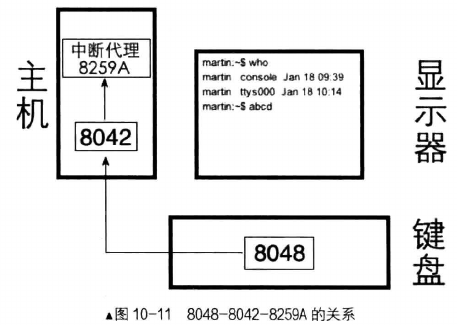 主机
中断代理
8259A
8042
martin:~$ who
martin console Jan 18 09:39
martin ttys000 Jan 18 10:14
martin:~$ abcd
显示器
8048
键盘
▲图 10-11 8048-8042-8259A 的关系